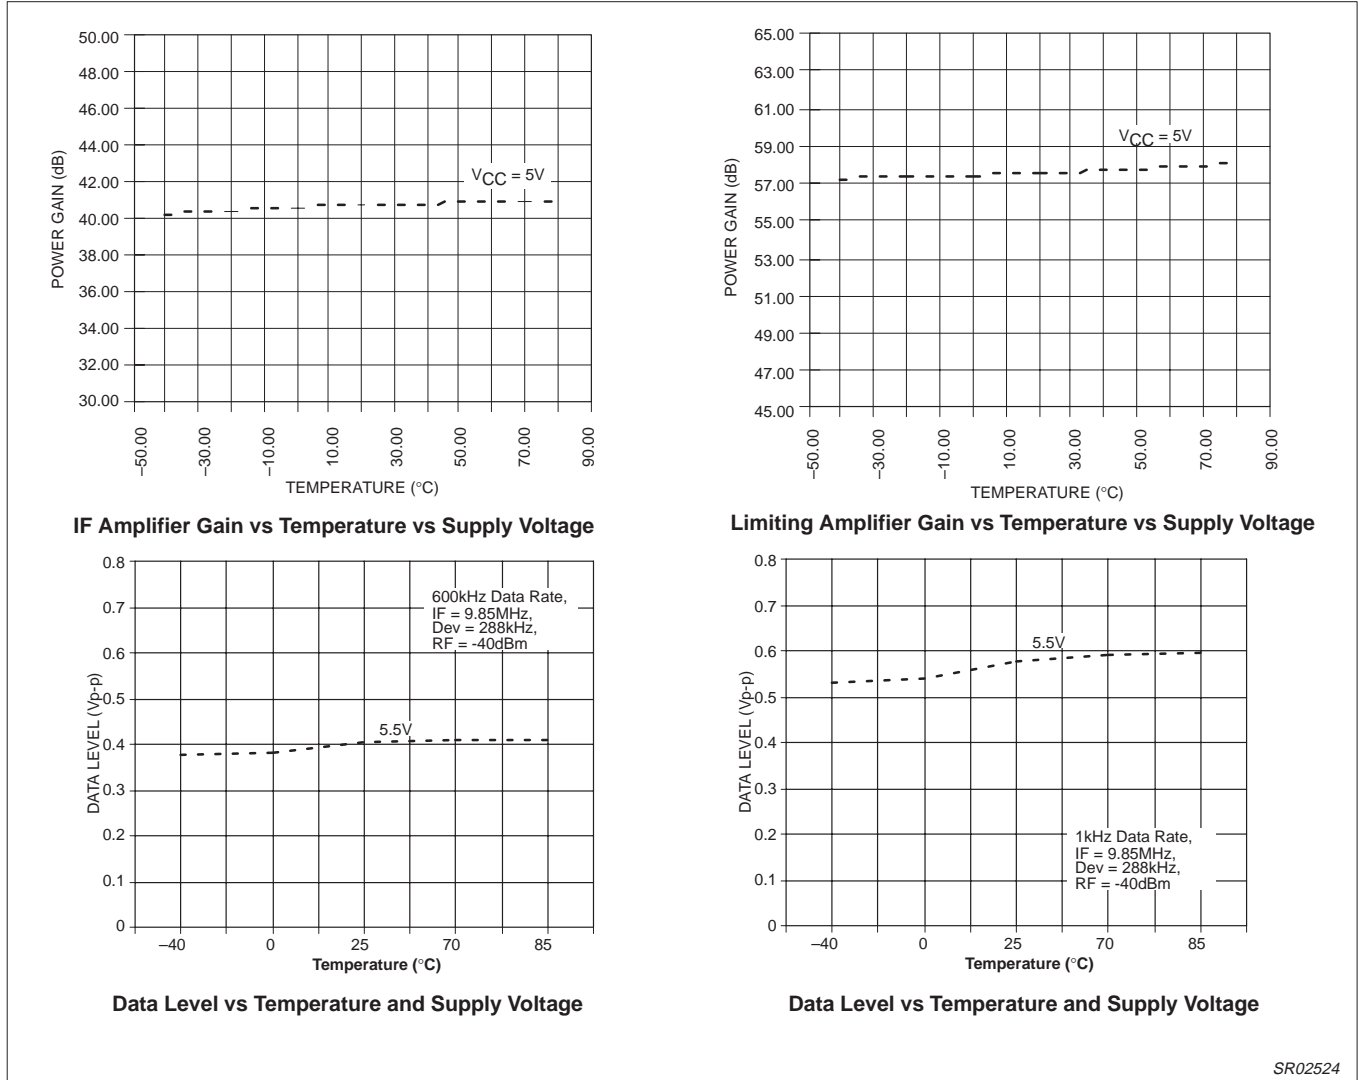 50.00
48.00
46.00
44.00
42.00
40.00
38.00
36.00
34.00
32.00
30.00
POWER GAIN (dB)
VCC = 5V
–50.00
–30.00
–10.00
10.00
30.00
50.00
70.00
90.00
TEMPERATURE (°C)
IF Amplifier Gain vs Temperature vs Supply Voltage
65.00
63.00
61.00
59.00
57.00
55.00
53.00
51.00
49.00
47.00
45.00
POWER GAIN (dB)
VCC = 5V
–50.00
–30.00
–10.00
10.00
30.00
50.00
70.00
90.00
TEMPERATURE (°C)
Limiting Amplifier Gain vs Temperature vs Supply Voltage
0.8
0.7
0.6
0.5
0.4
0.3
0.2
0.1
0
DATA LEVEL (Vp-p)
600kHz Data Rate,
IF = 9.85MHz,
Dev = 288kHz,
RF = -40dBm
5.5V
–40
0
25
70
85
Temperature (°C)
Data Level vs Temperature and Supply Voltage
0.8
0.7
0.6
0.5
0.4
0.3
0.2
0.1
0
DATA LEVEL (Vp-p)
5.5V
1kHz Data Rate,
IF = 9.85MHz,
Dev = 288kHz,
RF = -40dBm
–40
0
25
70
85
Temperature (°C)
Data Level vs Temperature and Supply Voltage
SR02524